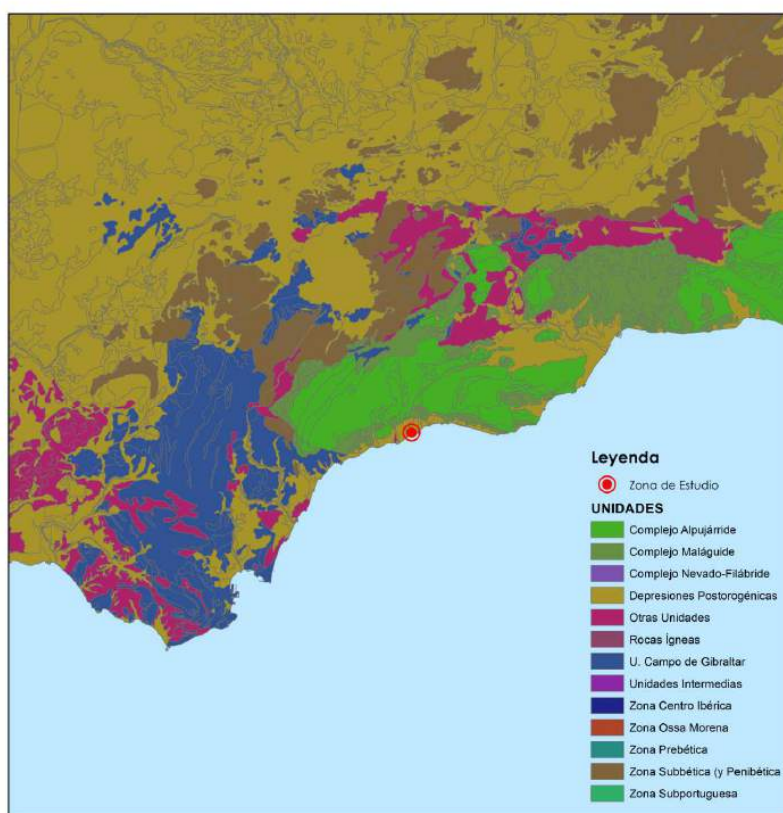 Leyenda
Zona de Estudio
UNIDADES
Complejo Alpujárride
Complejo Maláguide
Complejo Nevado-Filábride
Depresiones Postorogénicas
Otras Unidades
Rocas Ígneas
U. Campo de Gibraltar
Unidades Intermedias
Zona Centro Ibérica
Zona Ossa Morena
Zona Prebética
Zona Subbética (y Penibética
Zona Subportuguesa